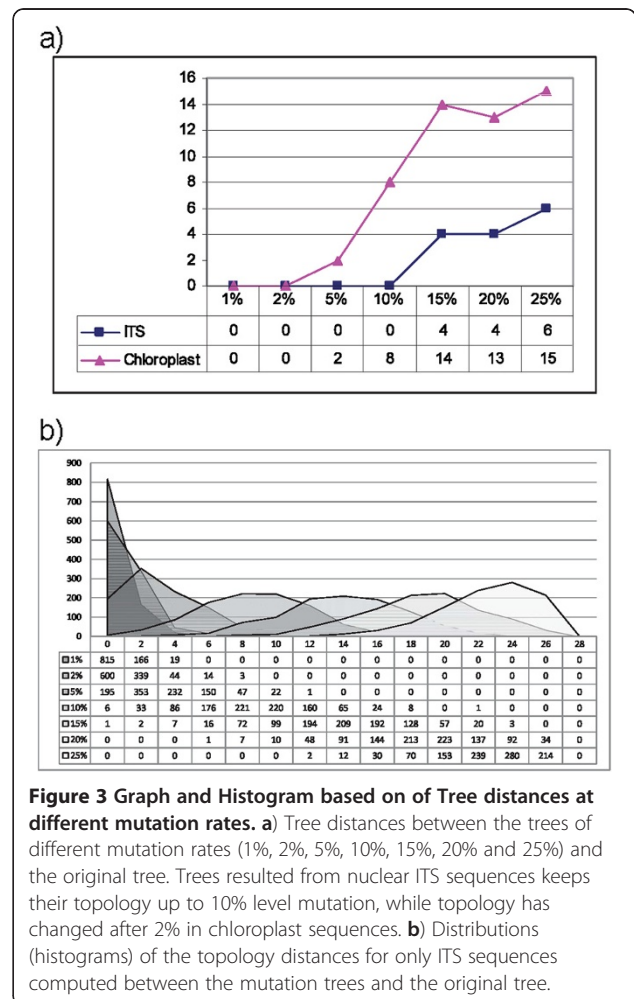 a)
16
14
12
10
8
6
4
2
0
1% 2% 5% 10% 15% 20% 25%
ITS 0 0 0 0 4 4 6
Chloroplast 0 0 2 8 14 13 15
b)
900
800
700
600
500
400
300
200
100
0
0 2 4 6 8 10 12 14 16 18 20 22 24 26 28
1% 815 166 19 0 0 0 0 0 0 0 0 0 0 0 0
2% 600 339 44 14 3 0 0 0 0 0 0 0 0 0 0
5% 195 353 232 150 47 22 1 0 0 0 0 0 0 0 0
10% 6 33 86 176 221 220 160 65 24 8 0 1 0 0 0
15% 1 2 7 16 72 99 194 209 192 128 57 20 3 0 0
20% 0 0 0 1 7 10 48 91 144 213 223 137 92 34 0
25% 0 0 0 0 0 0 2 12 30 70 153 239 280 214 0
Figure 3 Graph and Histogram based on of Tree distances at
different mutation rates. a) Tree distances between the trees of
different mutation rates (1%, 2%, 5%, 10%, 15%, 20% and 25%) and
the original tree. Trees resulted from nuclear ITS sequences keeps
their topology up to 10% level mutation, while topology has
changed after 2% in chloroplast sequences. b) Distributions
(histograms) of the topology distances for only ITS sequences
computed between the mutation trees and the original tree.